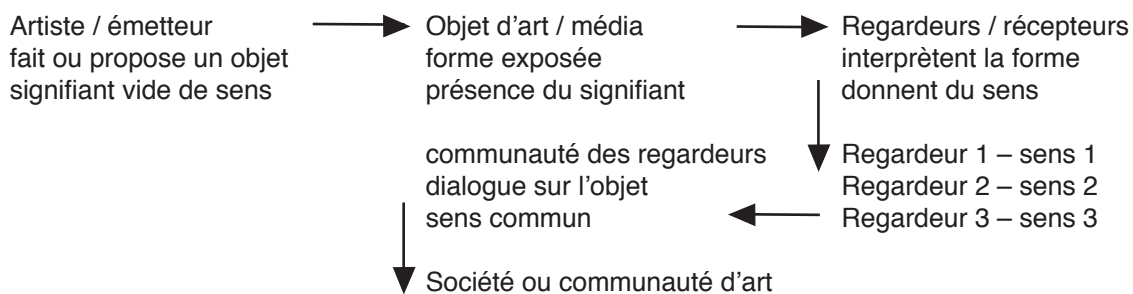 Artiste / émetteur
fait ou propose un objet
signifiant vide de sens
Objet d’art / média
forme exposée
présence du signifiant
Regardeurs / récepteurs
interprètent la forme
donnent du sens
Regardeur 1 – sens 1
Regardeur 2 – sens 2
Regardeur 3 – sens 3
communauté des regardeurs
dialogue sur l’objet
sens commun
Société ou communauté d’art